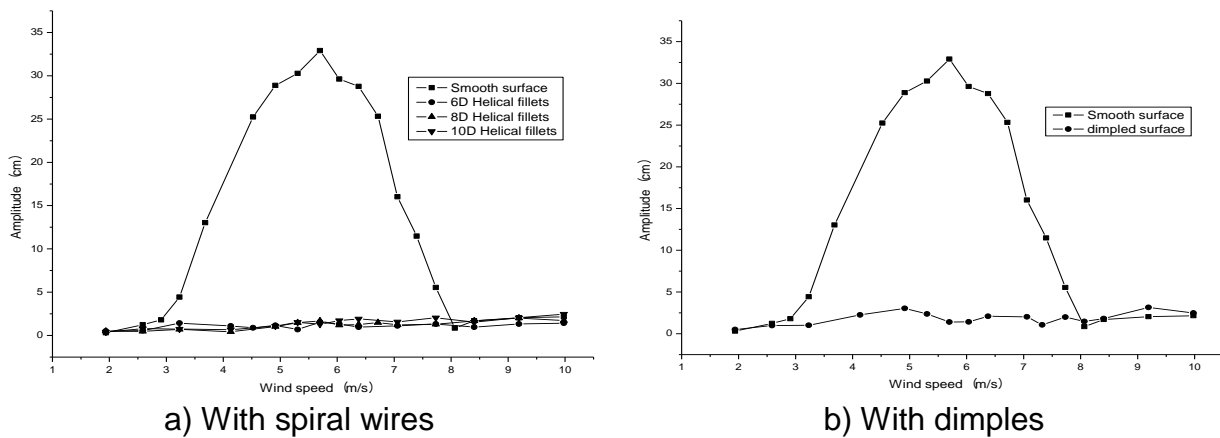 35
30
25
20
15
10
5
0
Amplitude (cm)
1 2 3 4 5 6 7 8 9 10
Wind speed (m/s)
Smooth surface
6D Helical fillets
8D Helical fillets
10D Helical fillets
a) With spiral wires
35
30
25
20
15
10
5
0
Amplitude (cm)
1 2 3 4 5 6 7 8 9 10
Wind speed (m/s)
Smooth surface
dimpled surface
b) With dimples